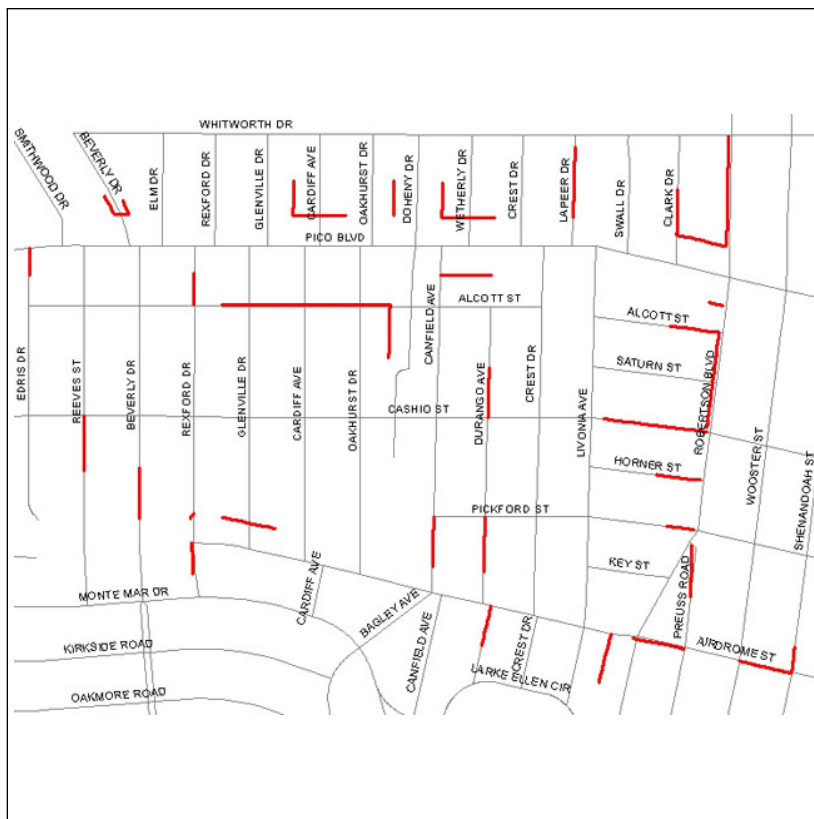 WHITWORTH DR
SMITHWOOD DR
BEVERLY DR
ELM DR
REXFORD DR
GLENVILLE DR
CARDIFF AVE
OAKHURST DR
DOHENY DR
WETHERLY DR
CREST DR
LAPEER DR
SWALL DR
CLARK DR
PICO BLVD
ALCOTT ST
ALCOTT ST
EDRIS DR
REEVES ST
BEVERLY DR
REXFORD DR
GLENVILLE DR
CARDIFF AVE
OAKHURST DR
CANFIELD AVE
CASHIO ST
DURANGO AVE
CREST DR
LIVONIA AVE
SATURN ST
ROBERTSON BLVD
HORNER ST
WOOSTER ST
SHENANDOAH ST
PICKFORD ST
KEY ST
PREUSS ROAD
MONTE MAR DR
CARDIFF AVE
BAGLEY AVE
CANFIELD AVE
CREST DR
AIRDROME ST
KIRKSIDE ROAD
LARKE ELLEN CIR
OAKMORE ROAD